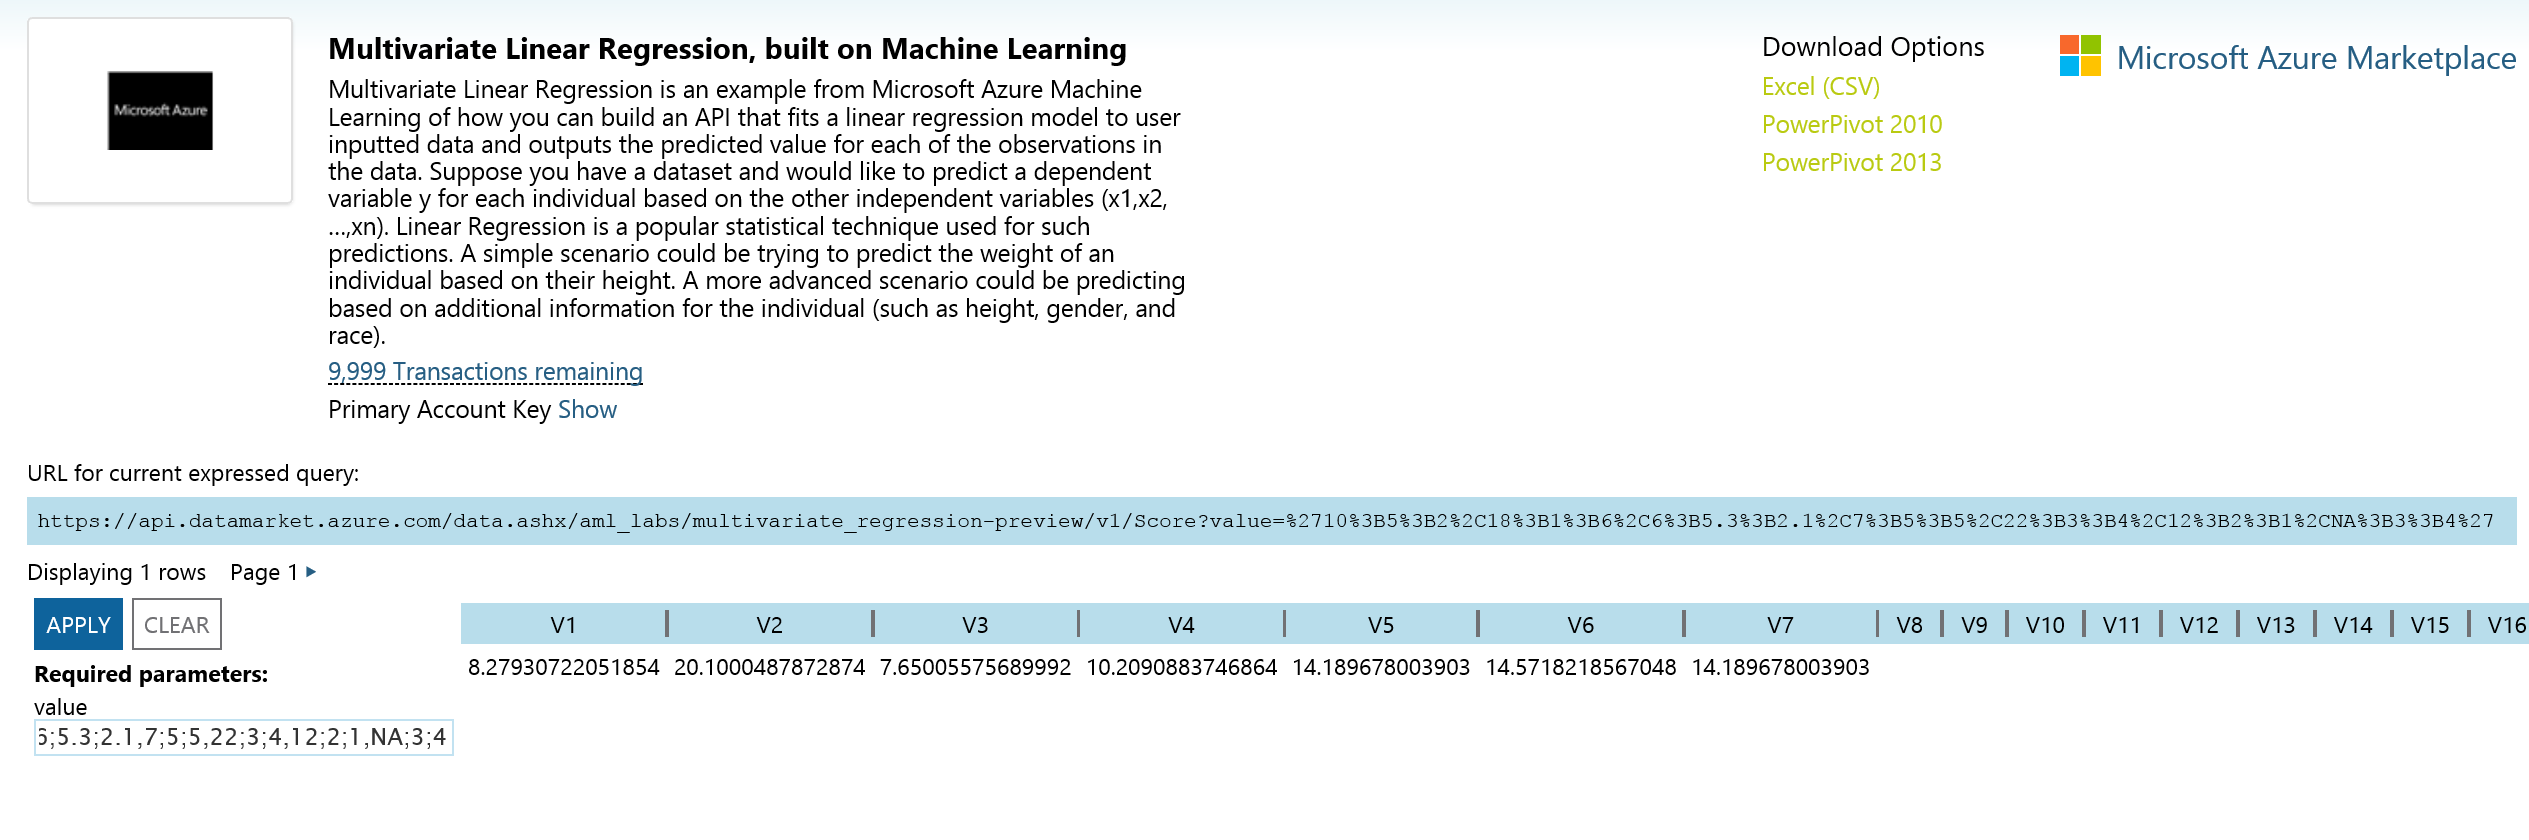 Microsoft Azure
Multivariate Linear Regression, built on Machine Learning
Multivariate Linear Regression is an example from Microsoft Azure Machine
Learning of how you can build an API that fits a linear regression model to user
inputted data and outputs the predicted value for each of the observations in
the data. Suppose you have a dataset and would like to predict a dependent
variable y for each individual based on the other independent variables (x1,x2,
...,xn). Linear Regression is a popular statistical technique used for such
predictions. A simple scenario could be trying to predict the weight of an
individual based on their height. A more advanced scenario could be predicting
based on additional information for the individual (such as height, gender, and
race).
9,999 Transactions remaining
Primary Account Key Show
Download Options
Excel (CSV)
PowerPivot 2010
PowerPivot 2013
Microsoft Azure Marketplace
URL for current expressed query:
https://api.datamarket.azure.com/data.ashx/aml_labs/multivariate_regression-preview/v1/Score?value=%2710%3B5%3B2%2C18%3B1%3B6%2C6%3B5.3%3B2.1%2C7%3B5%3B5%2C22%3B3%3B4%2C12%3B2%3B1%2CNA%3B3%3B4%27
Displaying 1 rows Page 1
APPLY CLEAR
Required parameters:
value
6;5.3;2.1,7;5;5,22;3;4,12;2;1,NA;3;4
V1 V2 V3 V4 V5 V6 V7 V8 V9 V10 V11 V12 V13 V14 V15 V16
8.27930722051854 20.1000487872874 7.65005575689992 10.2090883746864 14.189678003903 14.5718218567048 14.189678003903